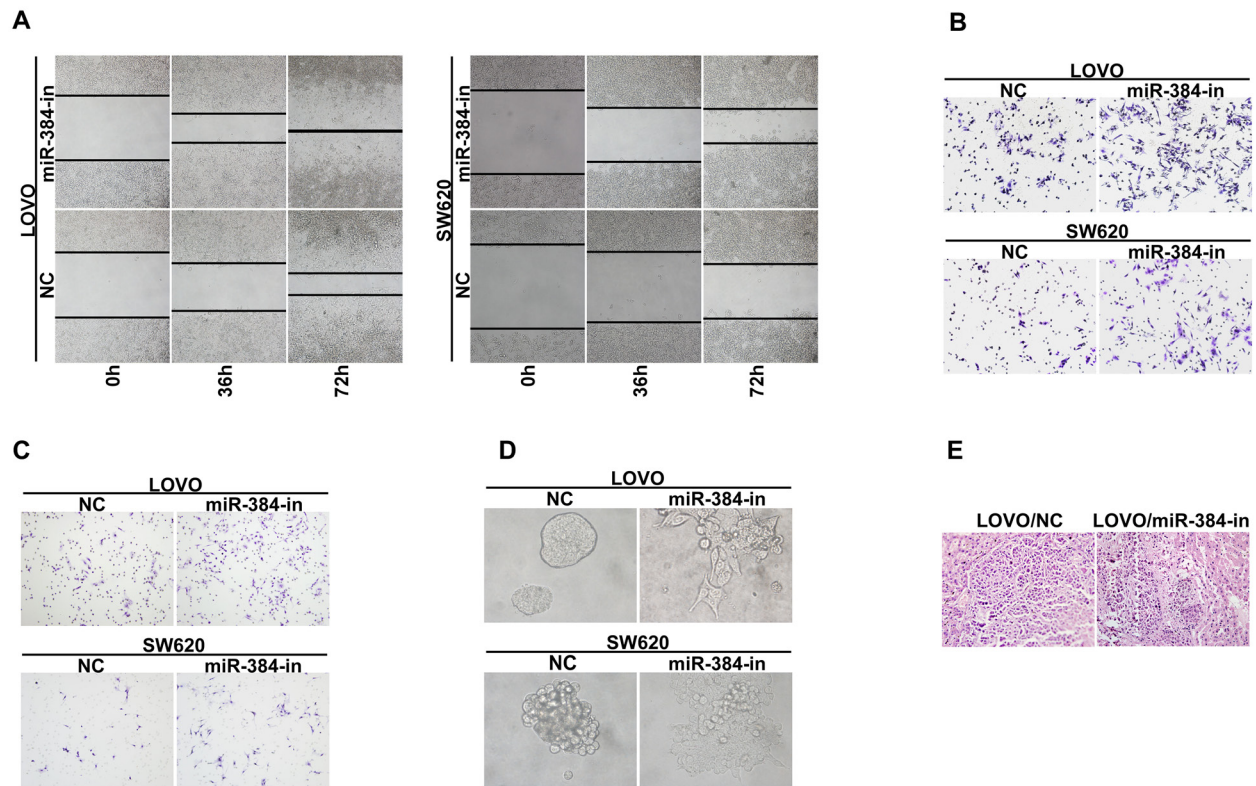 A
LOVO
miR-384-in
NC
0h
36h
72h
SW620
miR-384-in
NC
0h
36h
72h
B
LOVO
NC miR-384-in
SW620
NC miR-384-in
C
LOVO
NC miR-384-in
SW620
NC miR-384-in
D
LOVO
NC miR-384-in
SW620
NC miR-384-in
E
LOVO/NC LOVO/miR-384-in